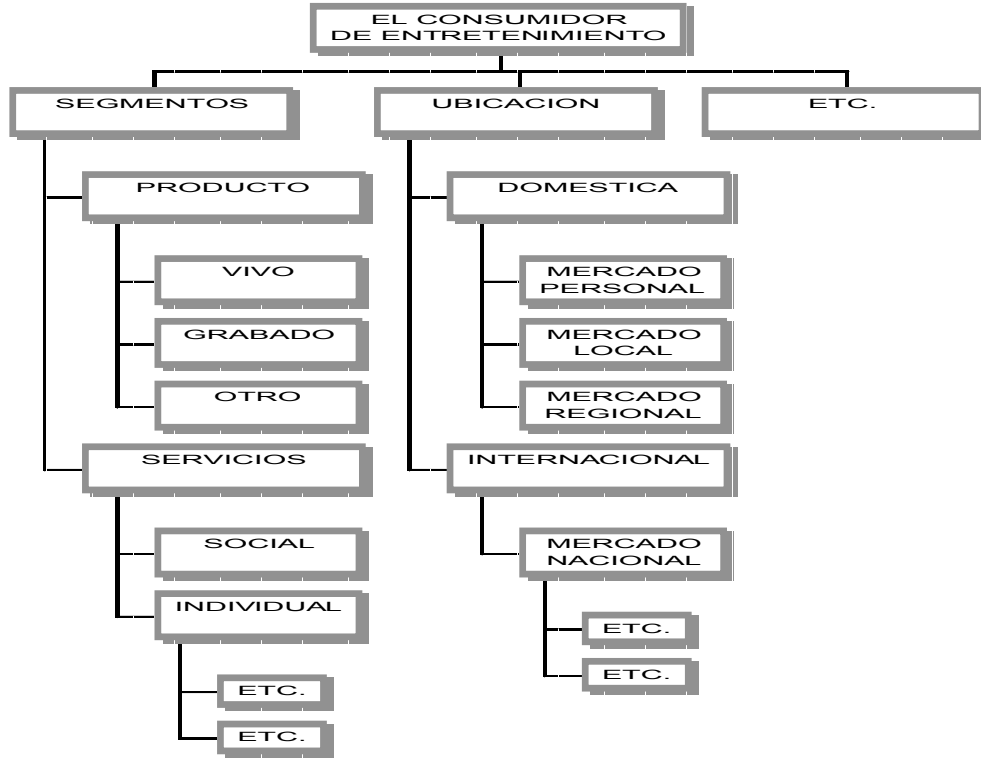 EL CONSUMIDOR
DE ENTRETENIMIENTO
SEGMENTOS
UBICACION
ETC.
PRODUCTO
DOMESTICA
VIVO
MERCADO
PERSONAL
GRABADO
MERCADO
LOCAL
OTRO
MERCADO
REGIONAL
SERVICIOS
INTERNACIONAL
SOCIAL
MERCADO
NACIONAL
INDIVIDUAL
ETC.
ETC.
ETC.
ETC.